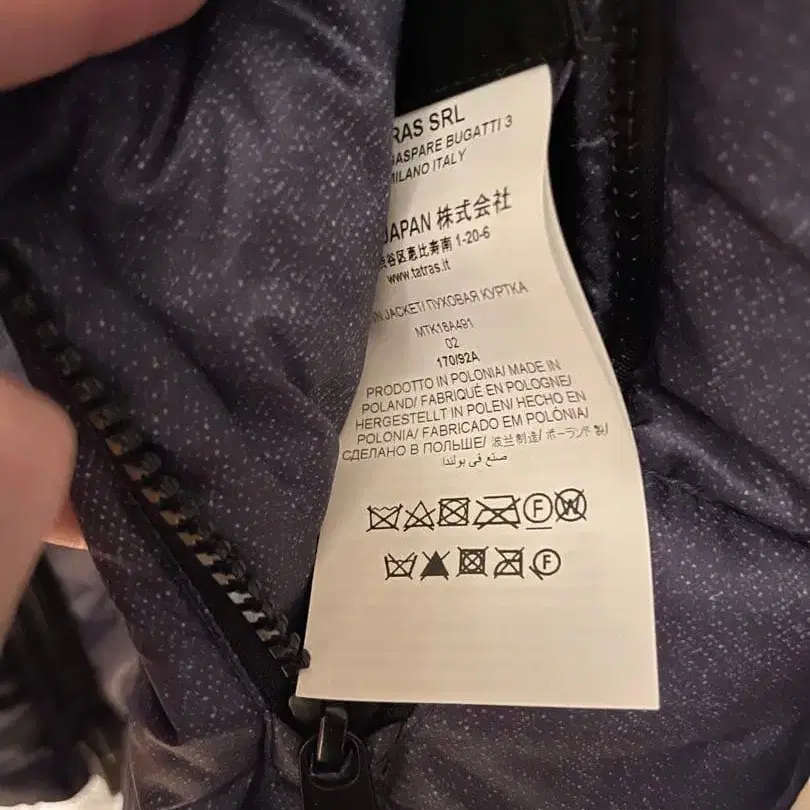 RAS SRL
GASPARE BUGATTI 3
MILANO ITALY
JAPAN 株式会社
谷区恵比寿南 1-20-6
www.tatras.it
JACKET/ ПУХОВАЯ КУРТКА
MTK18A491
02
170/92A
PRODOTTO IN POLONIA/ MADE IN
POLAND/ FABRIQUÉ EN POLOGNE/
HERGESTELLT IN POLEN/ HECHO EN
POLONIA/ FABRICADO EM POLÓNIA/
СДЕЛАНО В ПОЛЬШЕ/ 波兰制造/ ポーランド製/
صنع في بولندا
F W
F